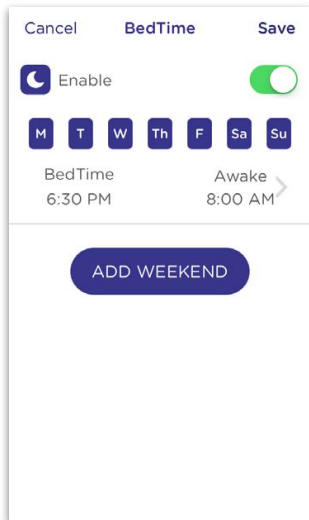 Cancel BedTime Save
Enable
M T W Th F Sa Su
BedTime Awake
6:30 PM 8:00 AM
ADD WEEKEND